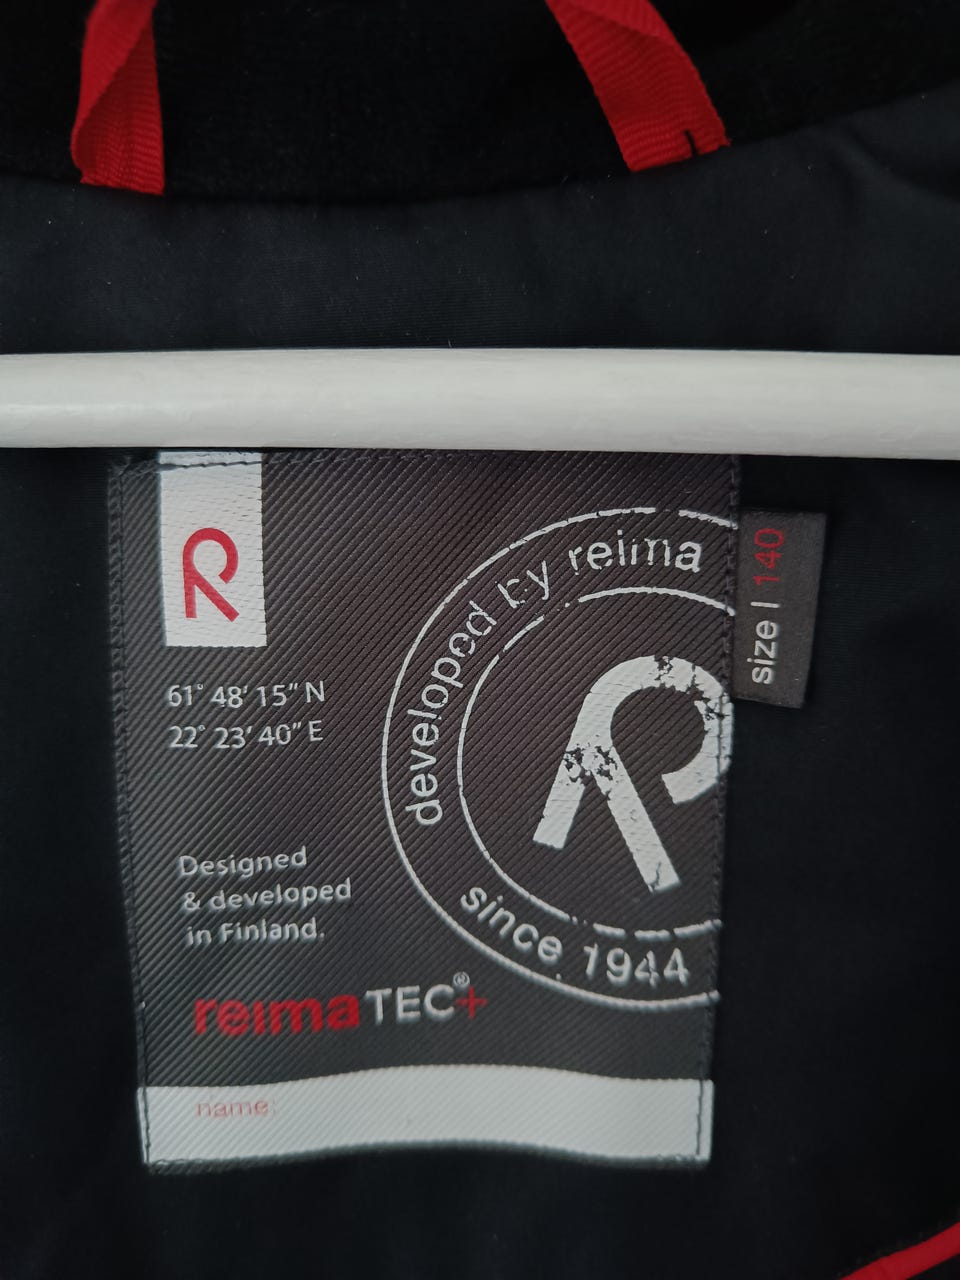 R
developed by reima
size | 140
61° 48' 15" N
22° 23' 40" E
R
Designed
& developed
in Finland.
since 1944
reimaTEC®+
name: